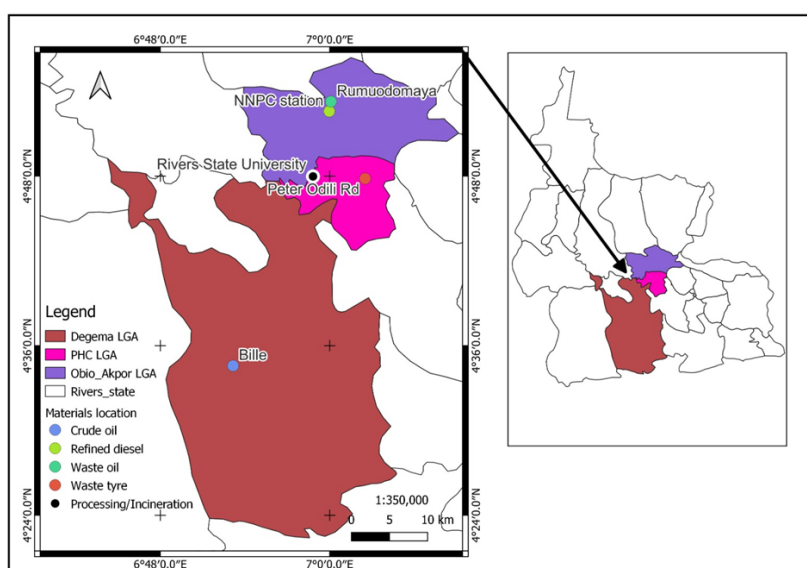 6°48′0.0″E
7°0′0.0″E
NNPC station
Rumuodomaya
Rivers State University
Peter Odili Rd
4°48′0.0″N
4°48′0.0″N
Legend
Degema LGA
PHC LGA
Obio_Akpor LGA
Rivers_state
Materials location
Crude oil
Refined diesel
Waste oil
Waste tyre
Processing/Incineration
Bille
4°36′0.0″N
4°36′0.0″N
1:350,000
0 5 10 km
4°24′0.0″N
4°24′0.0″N
6°48′0.0″E
7°0′0.0″E